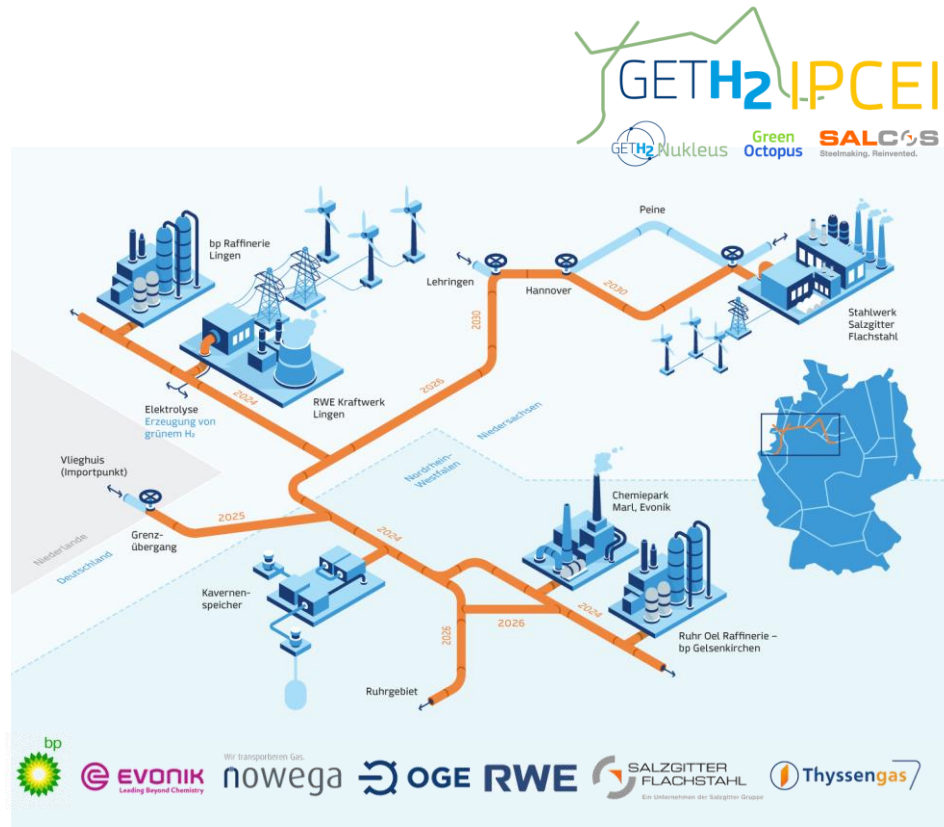 GETH2 IPCEI
GETH2 Nukleus
Green
Octopus
SALCOS
Steelmaking. Reinvented.
bp Raffinerie
Lingen
Peine
Lehringen
Hannover
2030
2030
Stahlwerk
Salzgitter
Flachstahl
2026
2024
RWE Kraftwerk
Lingen
Elektrolyse
Erzeugung von
grünem H₂
Niedersachsen
Nordrhein-
Westfalen
Vlieghuis
(Importpunkt)
Chemiepark
Marl, Evonik
2025
2024
Grenz-
übergang
Niederlande
Deutschland
Kavernen-
speicher
2024
2026
2026
Ruhr Oel Raffinerie –
bp Gelsenkirchen
Ruhrgebiet
bp
EVONIK
Leading Beyond Chemistry
Wir transportieren Gas.
nowega
OGE
RWE
SALZGITTER
FLACHSTAHL
Ein Unternehmen der Salzgitter Gruppe
Thyssengas